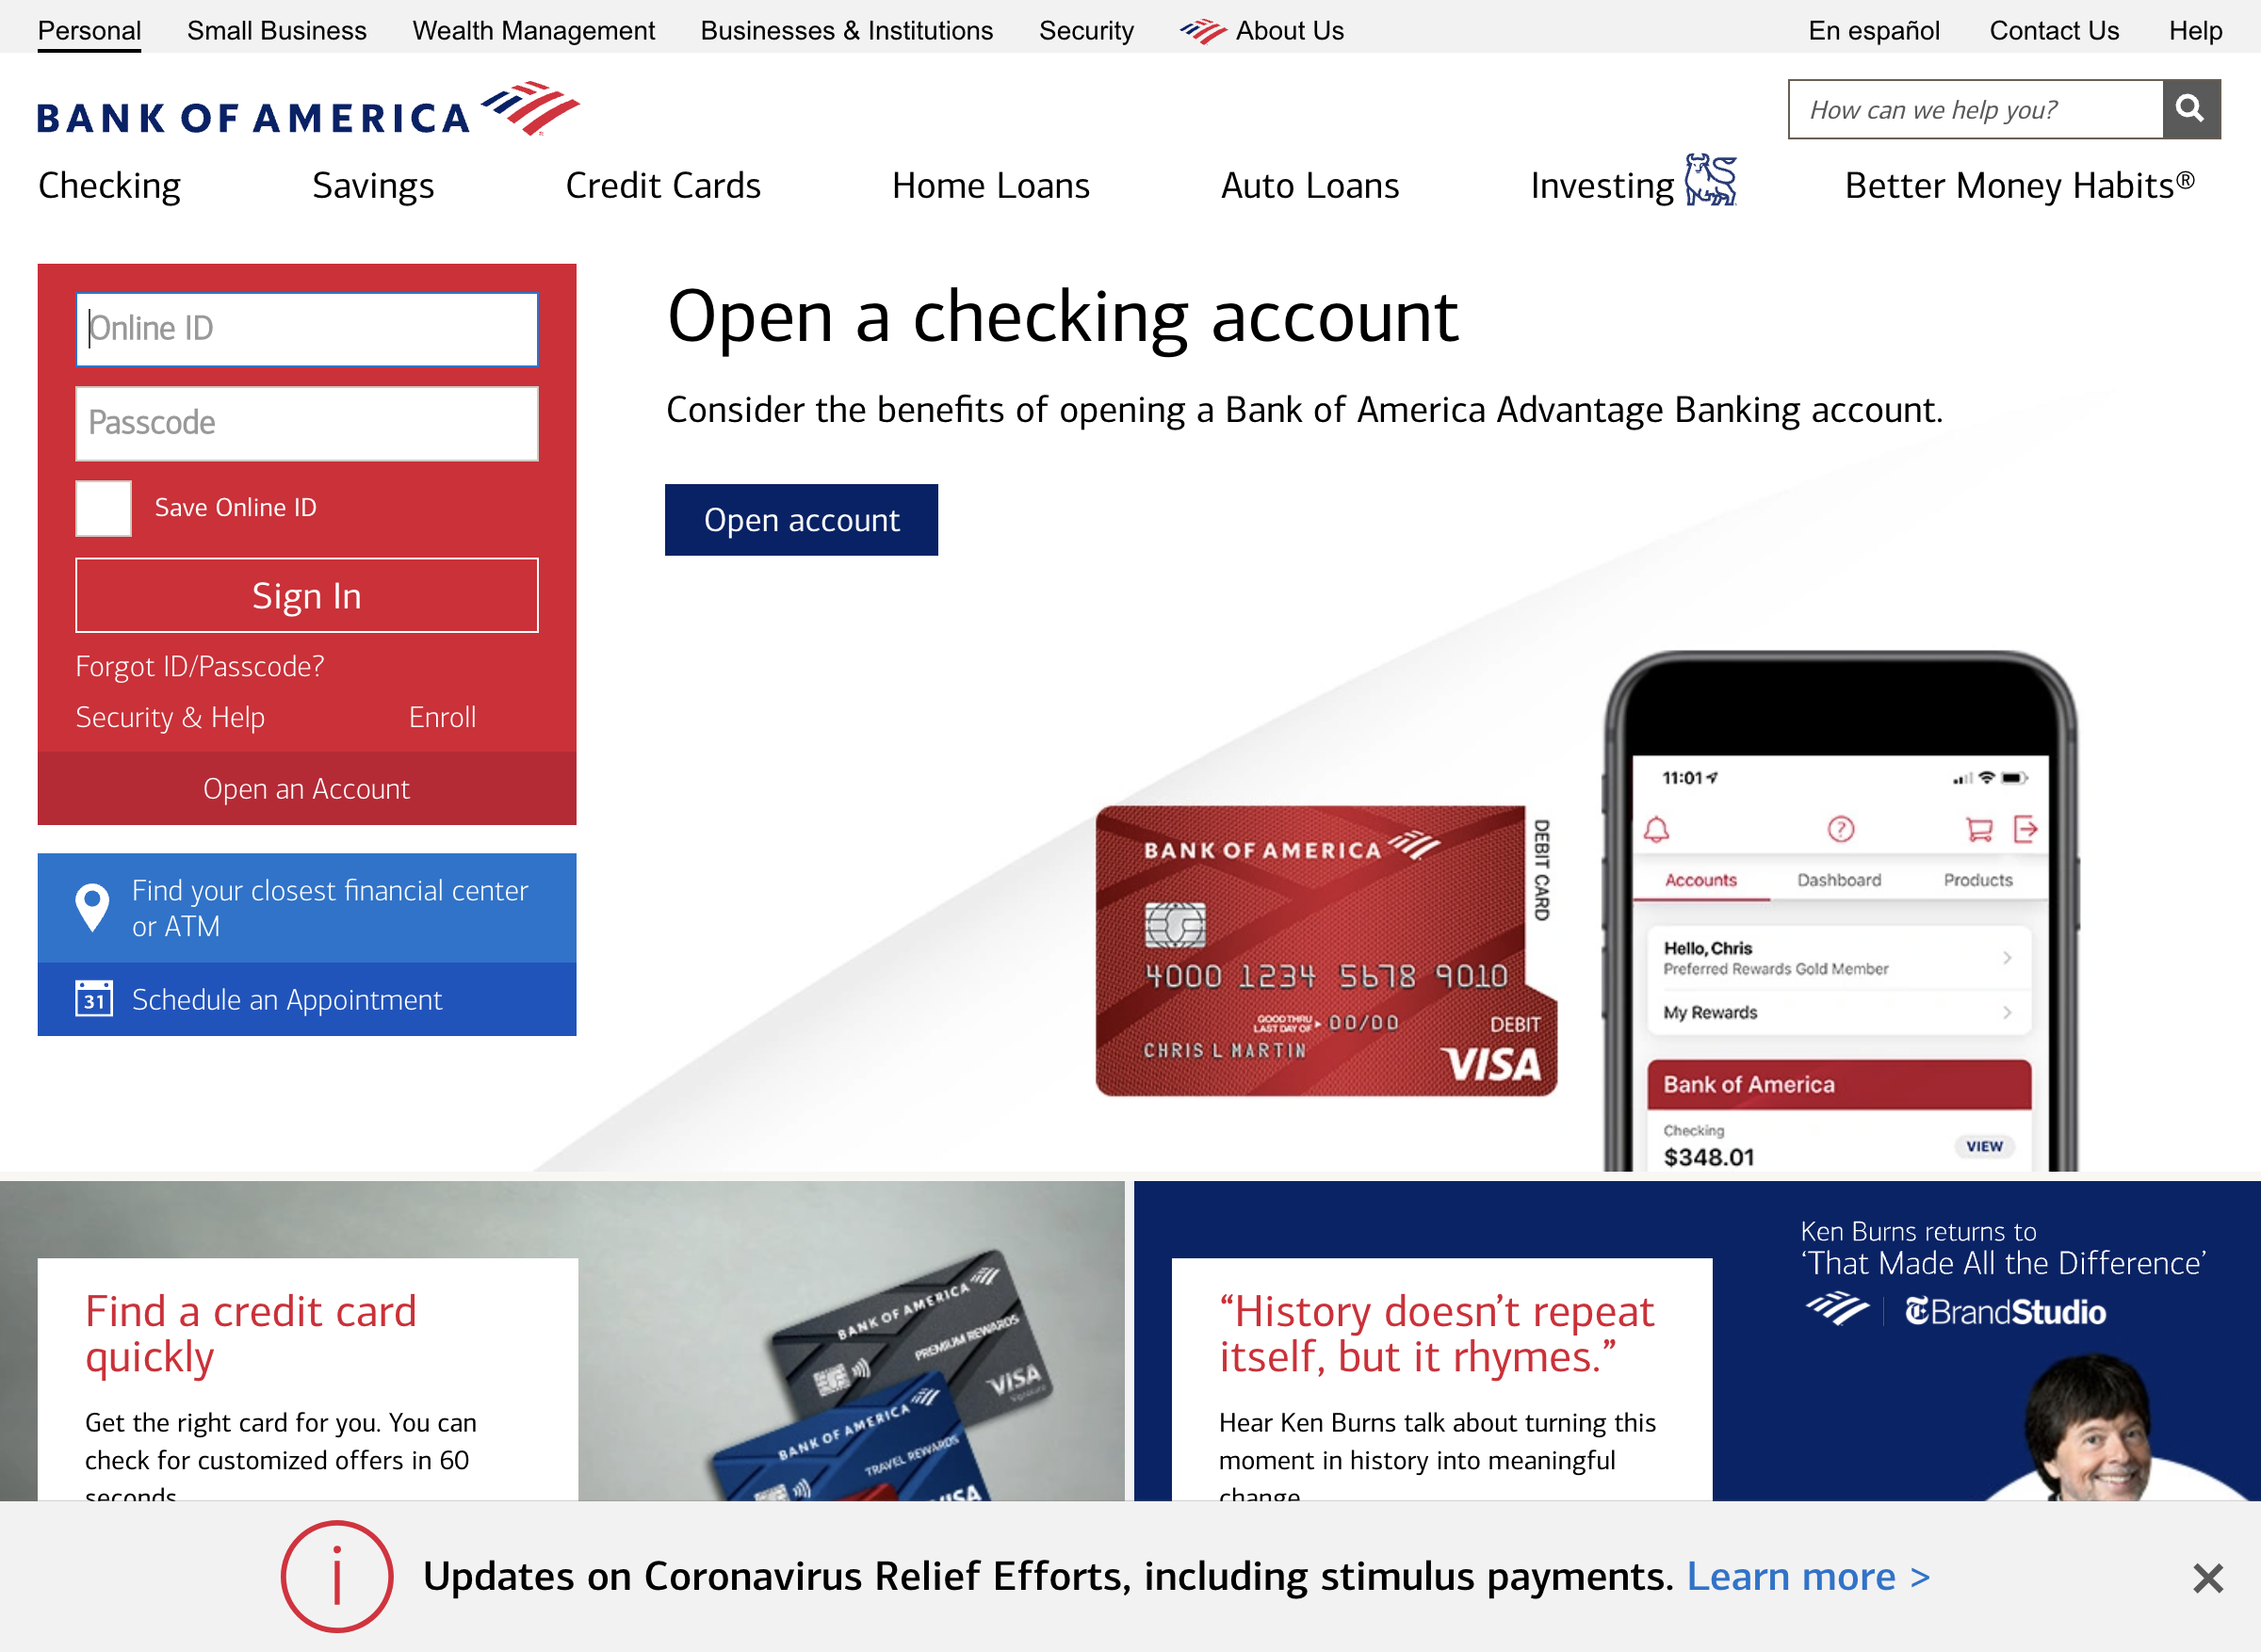 Personal Small Business Wealth Management Businesses & Institutions Security About Us En español Contact Us Help
BANK OF AMERICA
How can we help you?
Checking Savings Credit Cards Home Loans Auto Loans Investing Better Money Habits®
Online ID
Passcode
Save Online ID
Sign In
Forgot ID/Passcode?
Security & Help Enroll
Open an Account
Find your closest financial center
or ATM
31 Schedule an Appointment
Open a checking account
Consider the benefits of opening a Bank of America Advantage Banking account.
Open account
BANK OF AMERICA
DEBIT CARD
4000 1234 5678 9010
GOOD THRU
LAST DAY OF 00/00
DEBIT
CHRIS L MARTIN
VISA
11:01
Accounts Dashboard Products
Hello, Chris
Preferred Rewards Gold Member
My Rewards
Bank of America
Checking
$348.01
VIEW
Find a credit card
quickly
Get the right card for you. You can
check for customized offers in 60
seconds
BANK OF AMERICA
PREMIUM REWARDS
VISA
Signature
BANK OF AMERICA
TRAVEL REWARDS
VISA
“History doesn’t repeat
itself, but it rhymes.”
Hear Ken Burns talk about turning this
moment in history into meaningful
change
Ken Burns returns to
‘That Made All the Difference’
T BrandStudio
i Updates on Coronavirus Relief Efforts, including stimulus payments. Learn more >